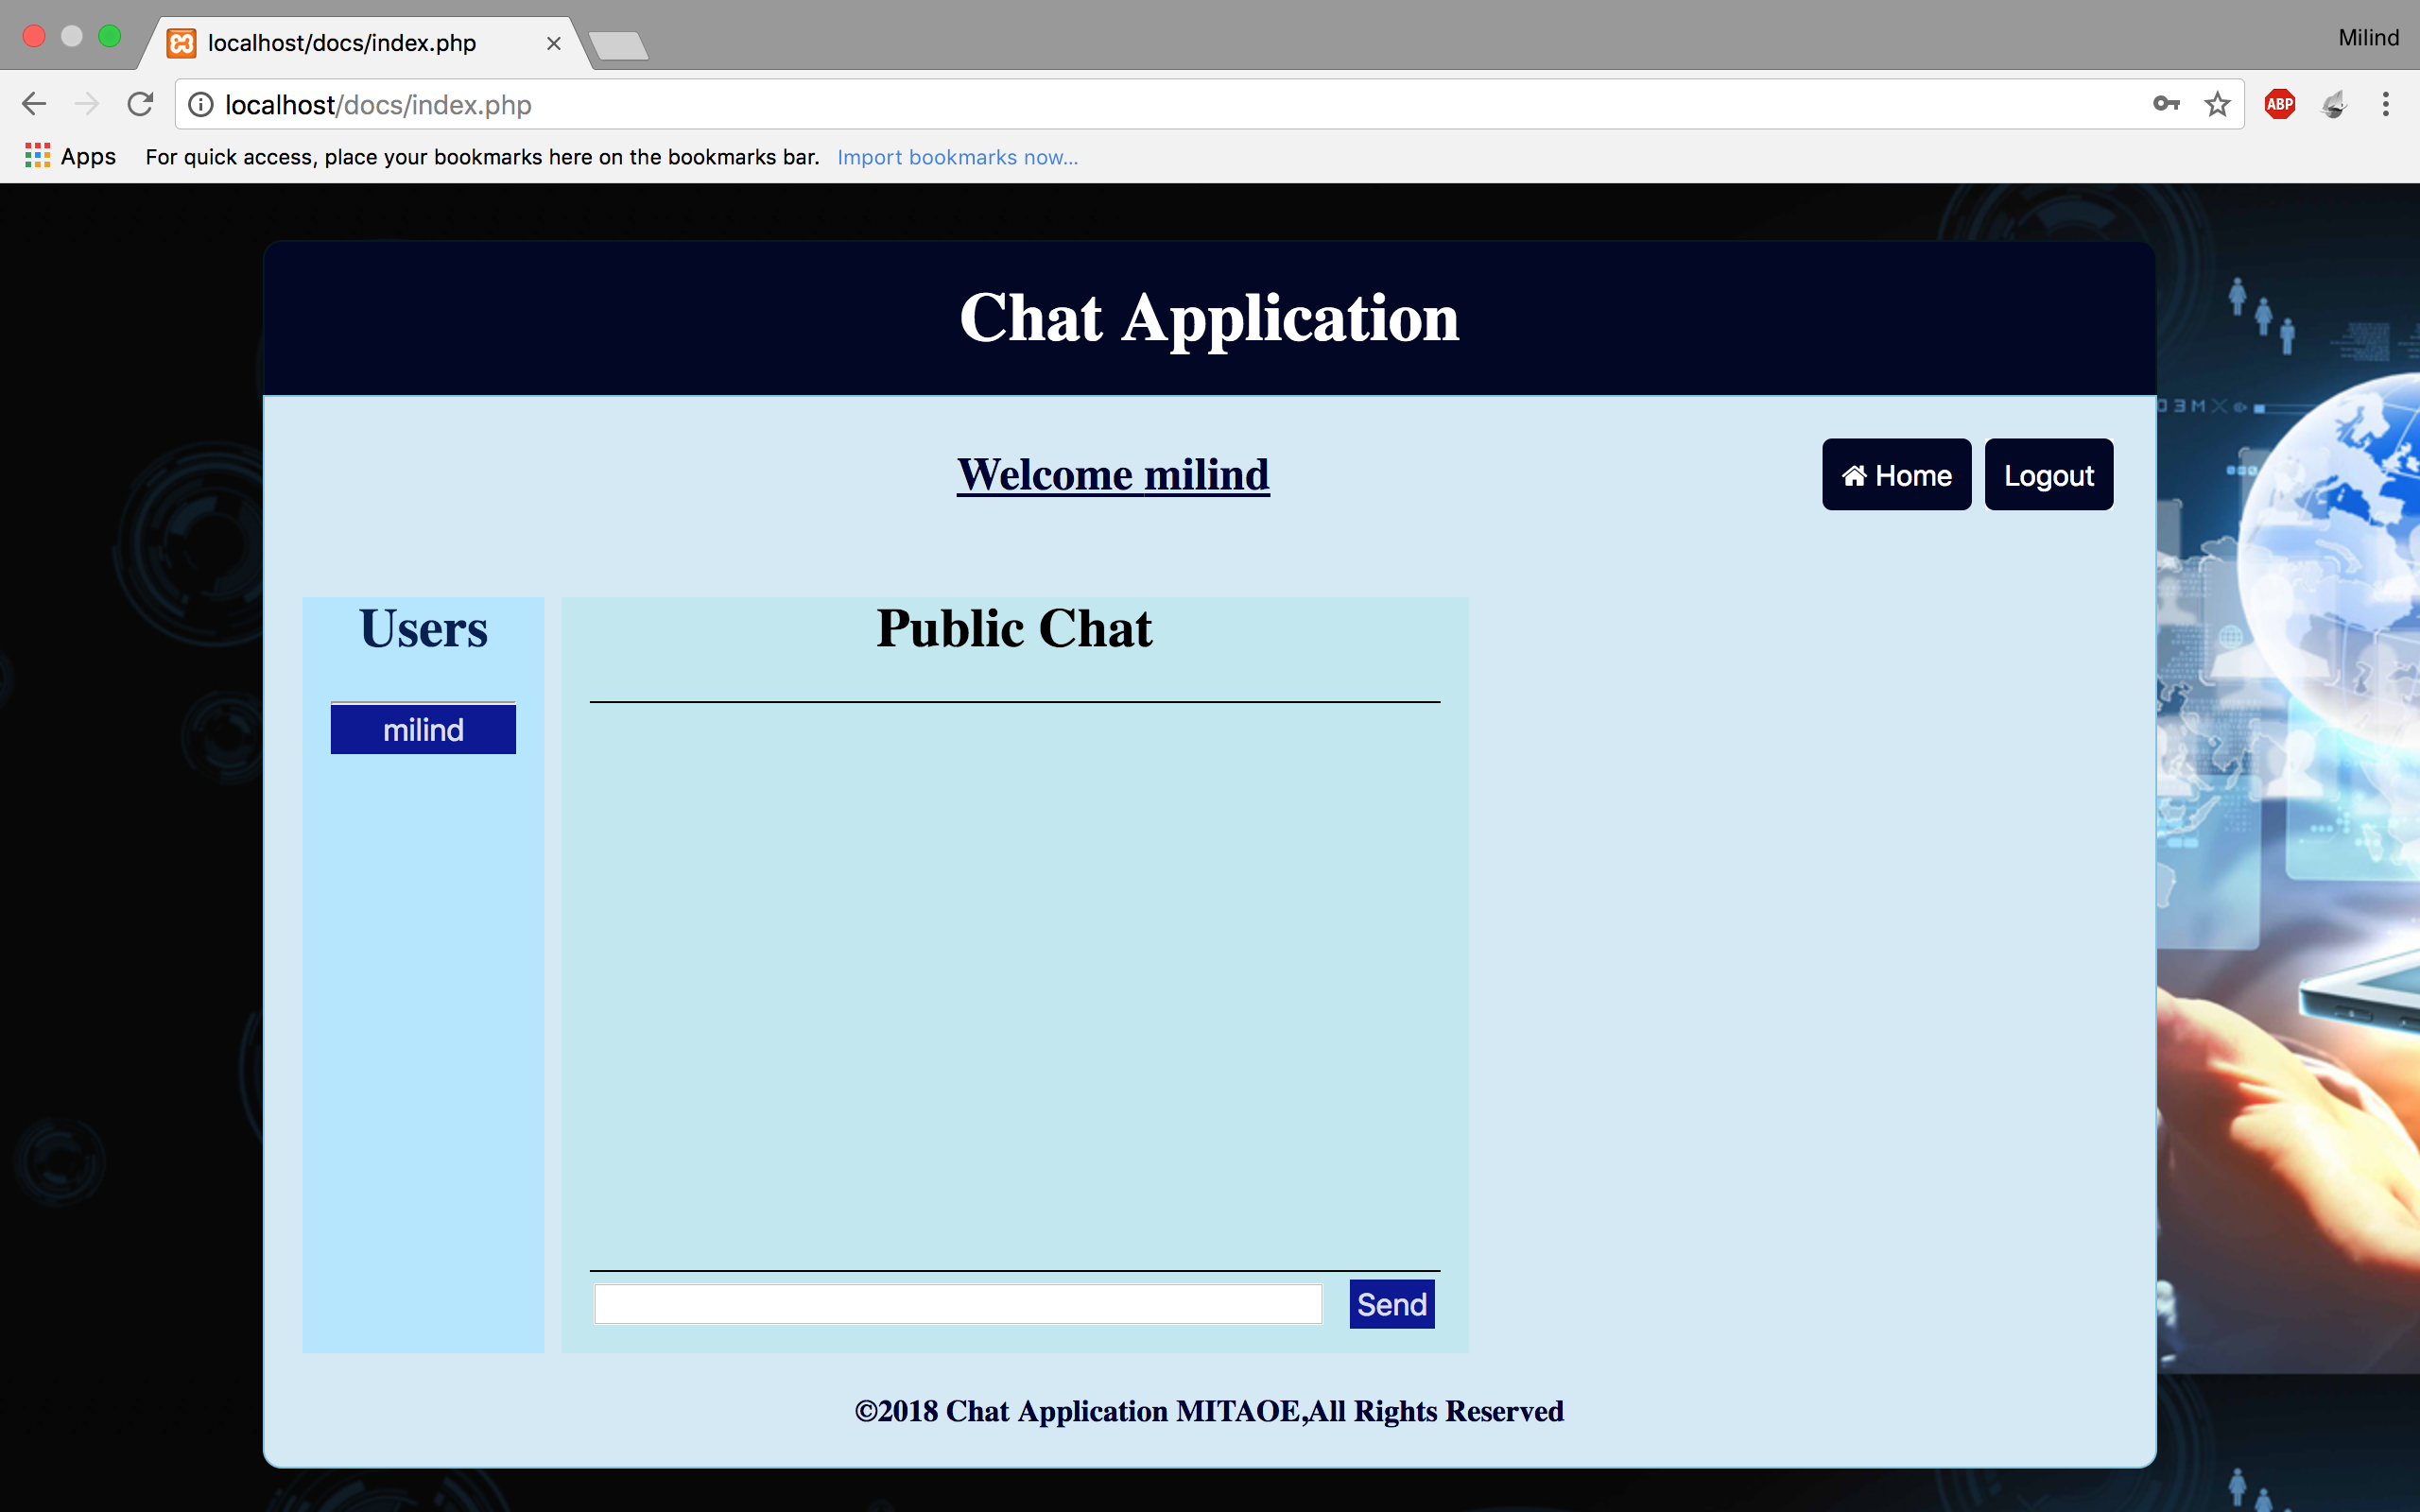 localhost/docs/index.php
Milind
localhost/docs/index.php
ABP
Apps For quick access, place your bookmarks here on the bookmarks bar. Import bookmarks now...
Chat Application
Welcome milind
Home
Logout
Users
Public Chat
milind
Send
©2018 Chat Application MITAOE,All Rights Reserved